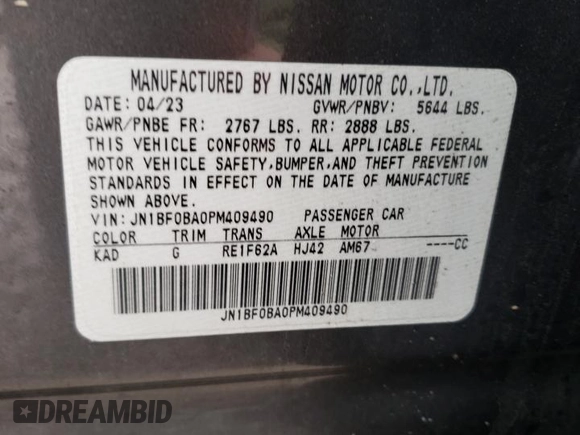 MANUFACTURED BY NISSAN MOTOR CO.,LTD.
DATE: 04/23 GVWR/PNBV: 5644 LBS.
GAWR/PNBE FR: 2767 LBS. RR: 2888 LBS.
THIS VEHICLE CONFORMS TO ALL APPLICABLE FEDERAL
MOTOR VEHICLE SAFETY,BUMPER,AND THEFT PREVENTION
STANDARDS IN EFFECT ON THE DATE OF MANUFACTURE
SHOWN ABOVE.
VIN: JN1BF0BA0PM409490 PASSENGER CAR
COLOR TRIM TRANS AXLE MOTOR
KAD G RE1F62A HJ42 AM67 ----CC
JN1BF0BA0PM409490
DREAMBID